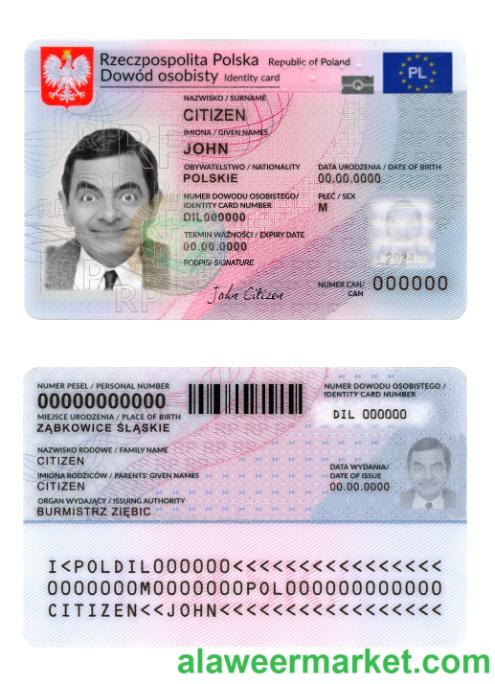 Rzeczpospolita Polska Republic of Poland
Dowód osobisty Identity card
PL
NAZWISKO / SURNAME
CITIZEN
IMIONA / GIVEN NAMES
JOHN
OBYWATELSTWO / NATIONALITY DATA URODZENIA / DATE OF BIRTH
POLSKIE 00.00.0000
NUMER DOWODU OSOBISTEGO/ PŁEĆ / SEX
IDENTITY CARD NUMBER M
DIL000000
TERMIN WAŻNOŚCI / EXPIRY DATE
00.00.0000
PODPIS/ SIGNATURE
John Citizen
NUMER CAN/ 000000
CAN
NUMER PESEL / PERSONAL NUMBER NUMER DOWODU OSOBISTEGO /
00000000000 IDENTITY CARD NUMBER
MIEJSCE URODZENIA / PLACE OF BIRTH DIL 000000
ZĄBKOWICE ŚLĄSKIE
NAZWISKO RODOWE / FAMILY NAME
CITIZEN
IMIONA RODZICÓW / PARENTS' GIVEN NAMES DATA WYDANIA/
CITIZEN DATE OF ISSUE
ORGAN WYDAJĄCY / ISSUING AUTHORITY 00.00.0000
BURMISTRZ ZIĘBIC
I<POLDIL000000<<<<<<<<<<<<<<<<
0000000M0000000POL000000000000
CITIZEN<<JOHN<<<<<<<<<<<<<<<<<
alaweermarket.com